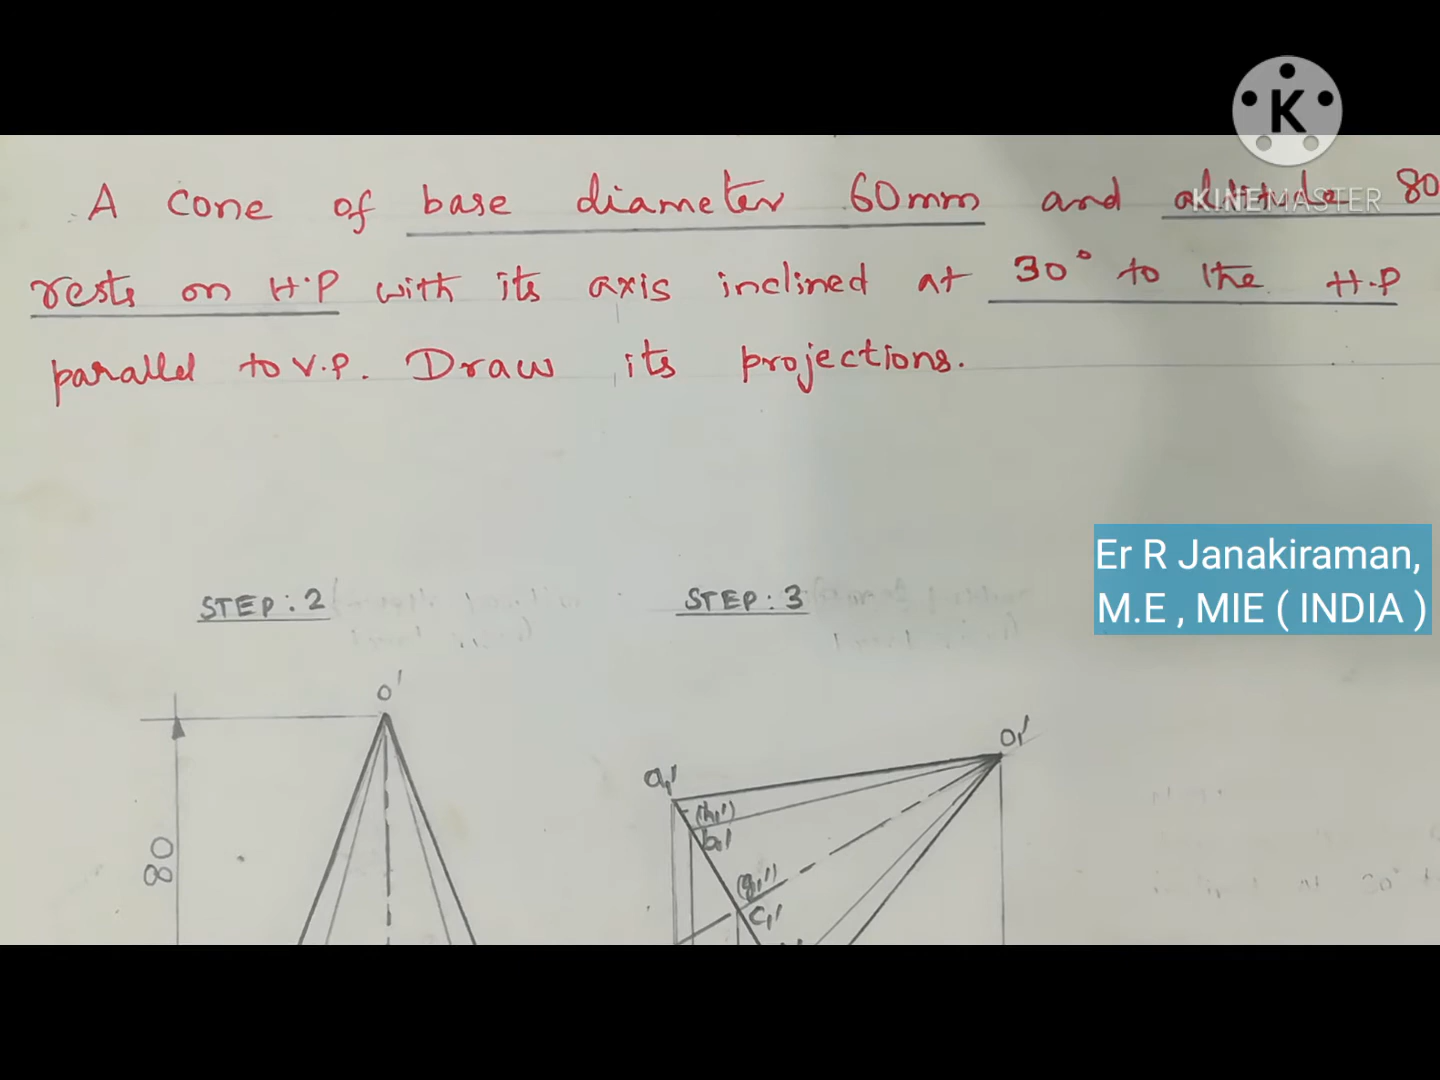 K
KINEMASTER
A cone of base diameter 60mm and altitude 80
rests on H.P with its axis inclined at 30° to the H.P
parallel to V.P. Draw its projections.
Er R Janakiraman,
M.E , MIE ( INDIA )
STEP: 2
STEP: 3
o'
80
o₁'
a₁'
(h₁')
b₁'
(g₁')
c₁'